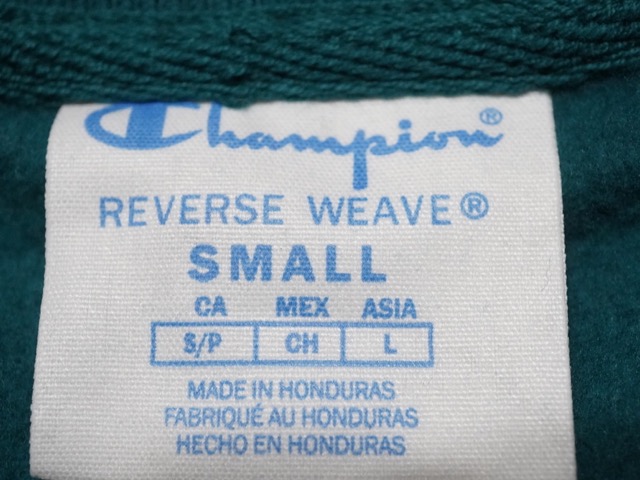 Champion®
REVERSE WEAVE®
SMALL
CA MEX ASIA
S/P CH L
MADE IN HONDURAS
FABRIQUÉ AU HONDURAS
HECHO EN HONDURAS